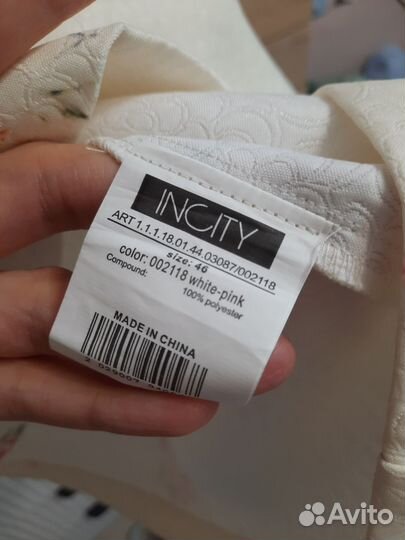 INCITY
ART 1.1.1.18.01.44.03087/002118
size: 46
color: 002118 white-pink
Compound:
100% polyester
MADE IN CHINA
Avito